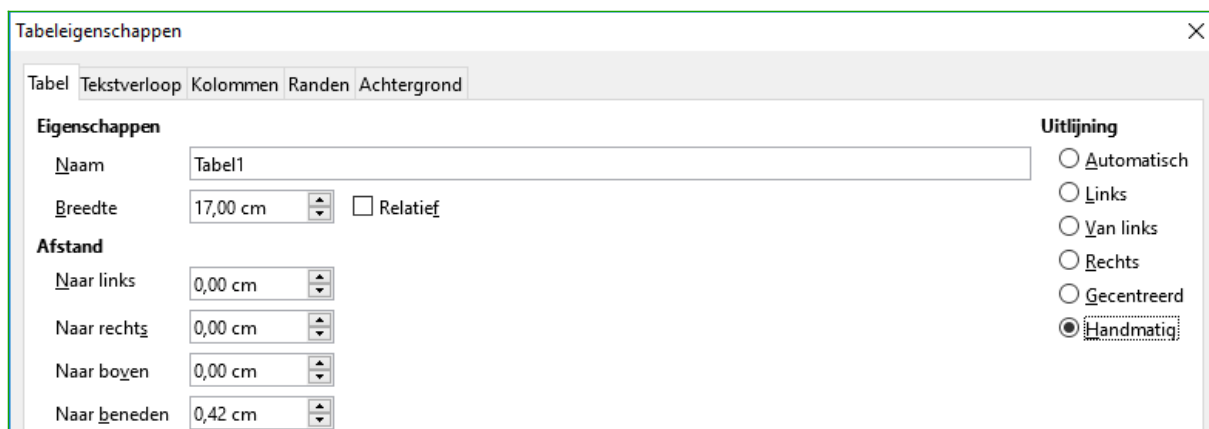 Tabeleigenschappen
Tabel Tekstverloop Kolommen Randen Achtergrond
Eigenschappen
Naam Tabel1
Breedte 17,00 cm Relatief
Afstand
Naar links 0,00 cm
Naar rechts 0,00 cm
Naar boven 0,00 cm
Naar beneden 0,42 cm
Uitlijning
Automatisch
Links
Van links
Rechts
Gecentreerd
Handmatig